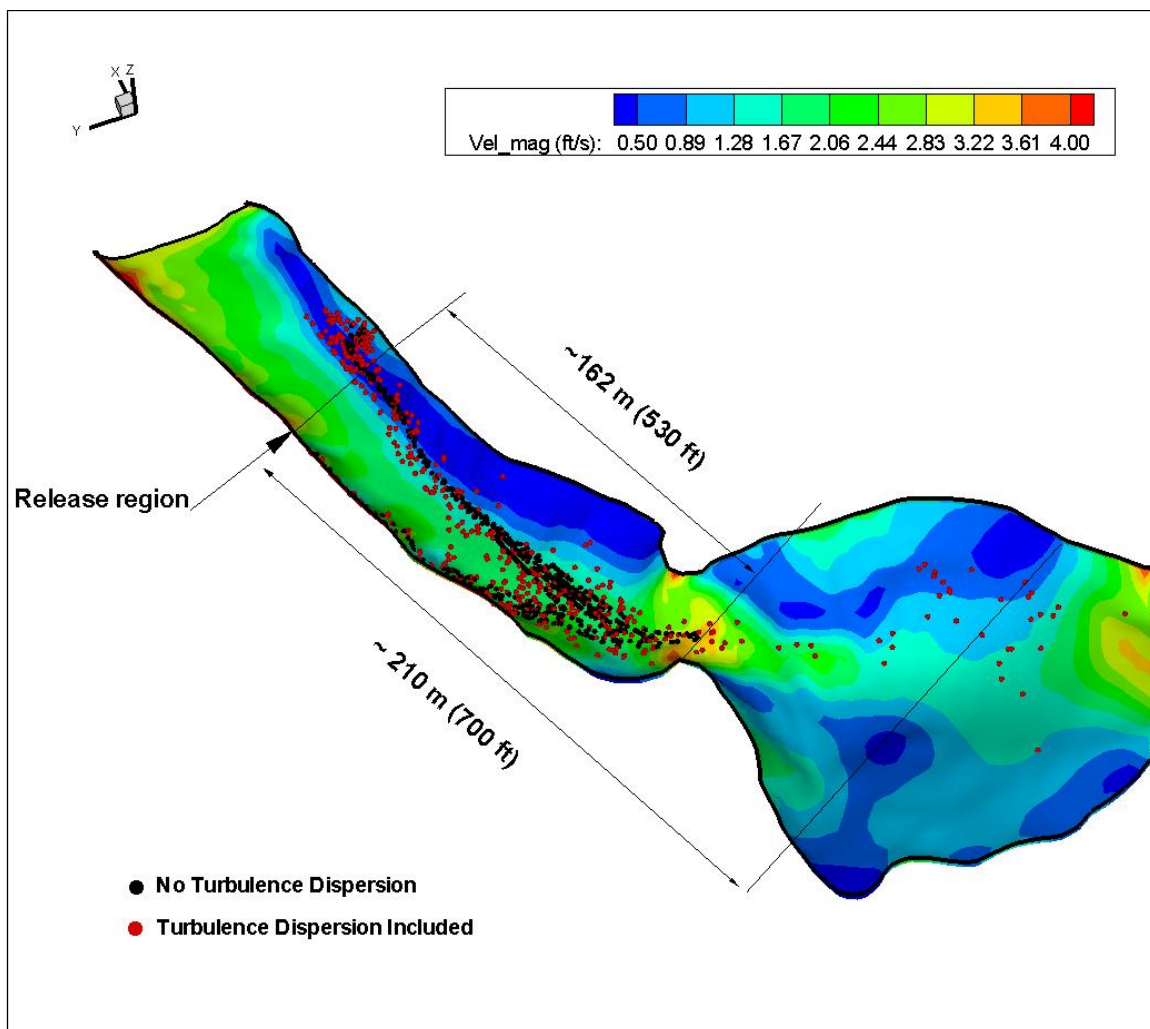 X Z
Y
Vel_mag (ft/s): 0.50 0.89 1.28 1.67 2.06 2.44 2.83 3.22 3.61 4.00
~162 m (530 ft)
Release region
~ 210 m (700 ft)
No Turbulence Dispersion
Turbulence Dispersion Included